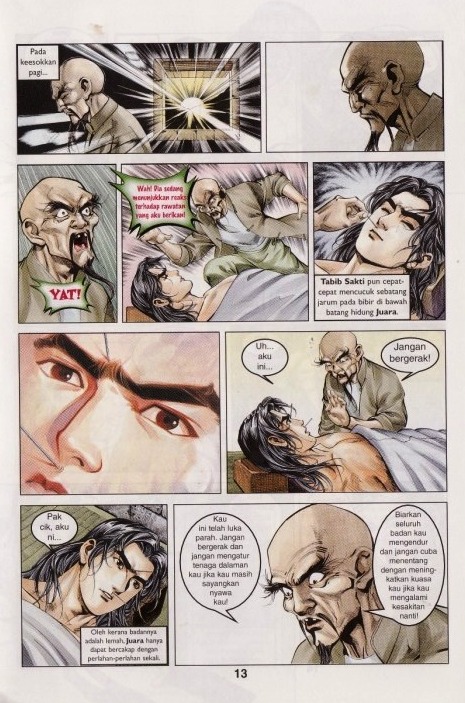 Pada
keesokkan
pagi...
YAT!
Wah! Dia sedang
menunjukkan reaksi
terhadap rawatan
yang aku berikan!
Tabib Sakti pun cepat-
cepat mencucuk sebatang
jarum pada bibir di bawah
batang hidung Juara.
Uh...
aku
ini...
Jangan
bergerak!
Pak
cik, aku
ni...
Oleh kerana badannya
adalah lemah, Juara hanya
dapat bercakap dengan
perlahan-perlahan sekali.
Kau
ini telah luka
parah. Jangan
bergerak dan
jangan mengatur
tenaga dalaman
kau jika kau masih
sayangkan
nyawa
kau!
Biarkan
seluruh
badan kau
mengendur
dan jangan cuba
menentang
dengan mening-
katkan kuasa
kau jika kau
mengalami
kesakitan
nanti!
13